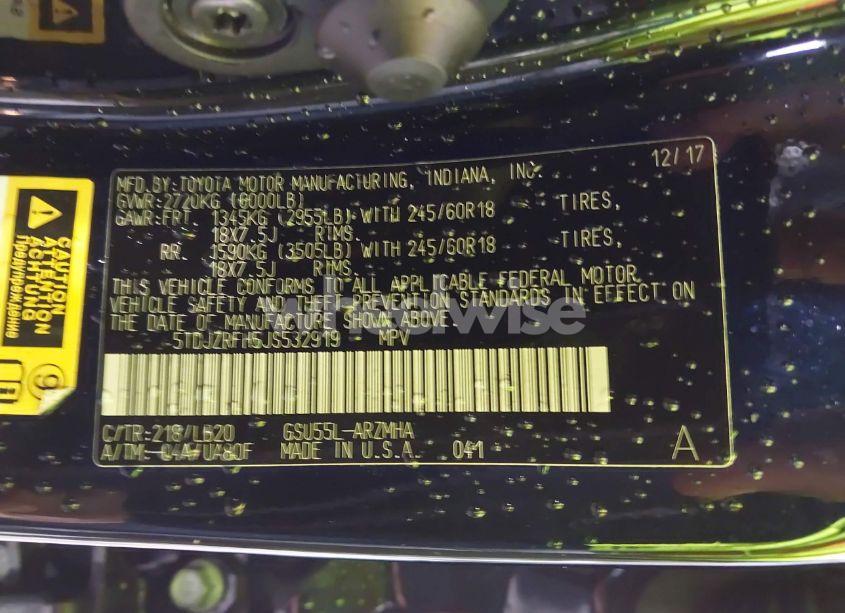 MFD. BY: TOYOTA MOTOR MANUFACTURING, INDIANA, INC. 12/17
GVWR: 2720KG (6000LB)
GAWR: FRT. 1345KG (2955LB) WITH 245/60R18 TIRES,
18X7.5J RIMS.
RR. 1590KG (3505LB) WITH 245/60R18 TIRES,
18X7.5J RIMS.
THIS VEHICLE CONFORMS TO ALL APPLICABLE FEDERAL MOTOR
VEHICLE SAFETY AND THEFT PREVENTION STANDARDS IN EFFECT ON
THE DATE OF MANUFACTURE SHOWN ABOVE.
5TDJZRFH5JS532919 MPV
C/TR: 218/LB20 GSU55L-ARZMHA
A/TM: MADE IN U.S.A. 041 A
CAUTION
ATTENTION
ACHTUNG
Предупреждение